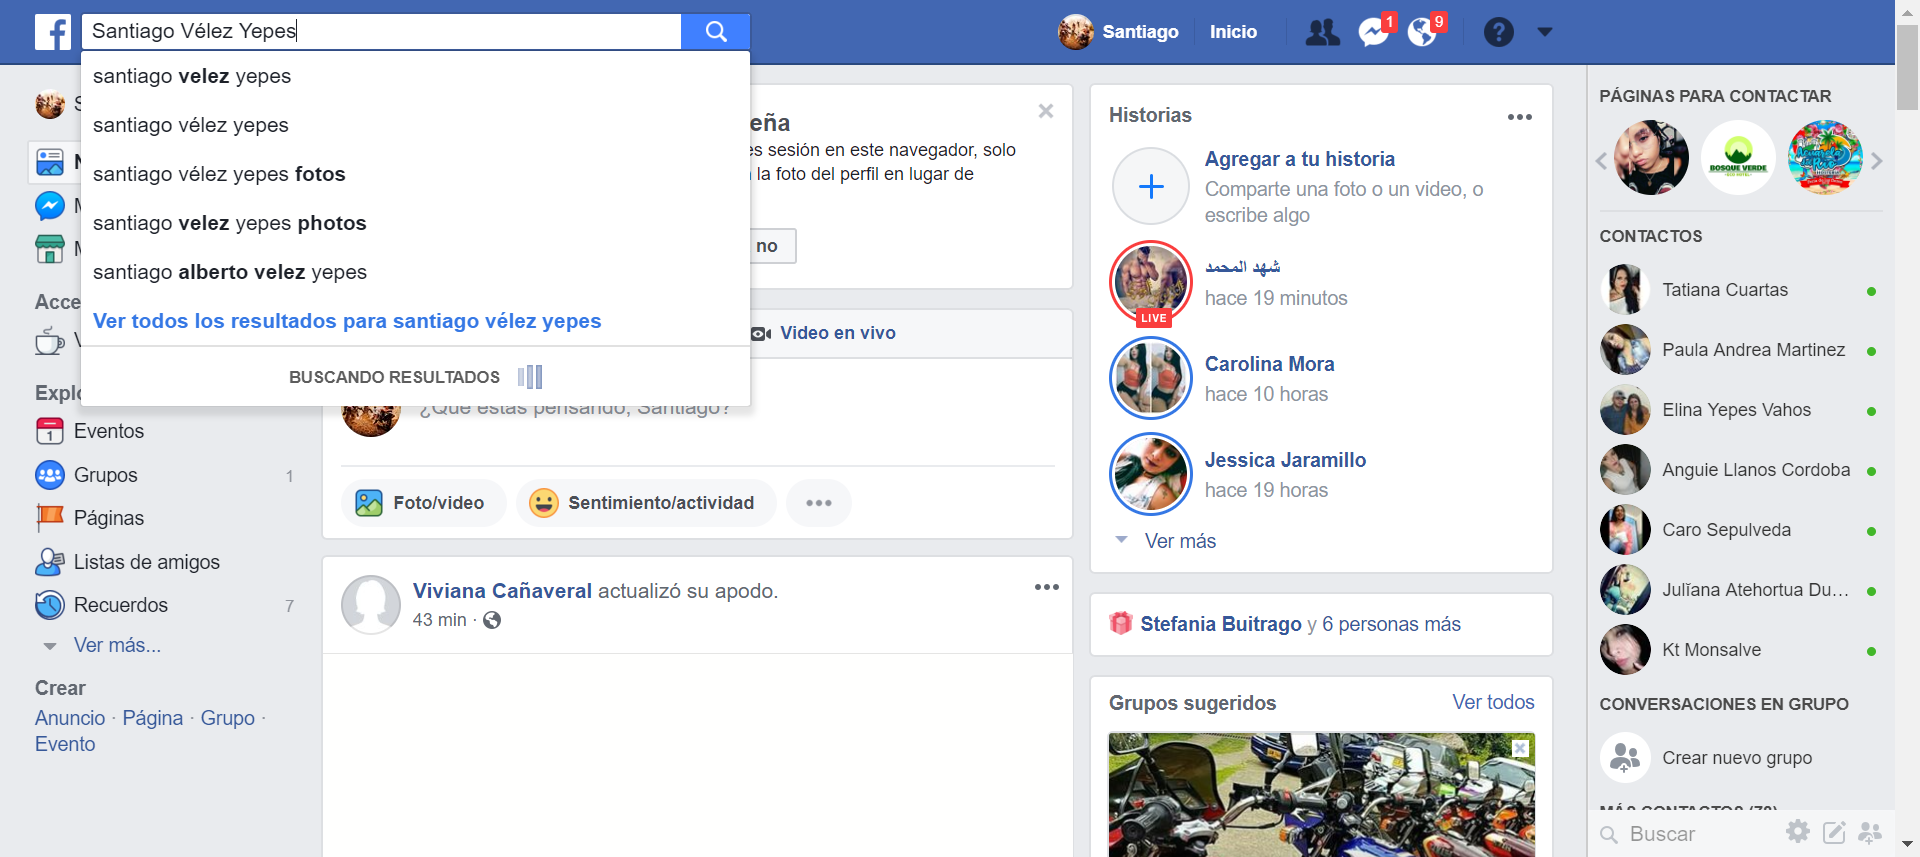 Santiago Vélez Yepes
Santiago
Inicio
1
9
santiago velez yepes
santiago vélez yepes
santiago vélez yepes fotos
santiago velez yepes photos
santiago alberto velez yepes
Ver todos los resultados para santiago vélez yepes
BUSCANDO RESULTADOS
S
N
M
M
Acce
V
Explo
Eventos
Grupos 1
Páginas
Listas de amigos
Recuerdos 7
Ver más...
Crear
Anuncio · Página · Grupo ·
Evento
eña
es sesión en este navegador, solo
la foto del perfil en lugar de
no
Video en vivo
¿Qué estás pensando, Santiago?
Foto/video
Sentimiento/actividad
Viviana Cañaveral actualizó su apodo.
43 min ·
Historias
Agregar a tu historia
Comparte una foto o un video, o
escribe algo
شهد المحمد
hace 19 minutos
LIVE
Carolina Mora
hace 10 horas
Jessica Jaramillo
hace 19 horas
Ver más
Stefania Buitrago y 6 personas más
Grupos sugeridos
Ver todos
PÁGINAS PARA CONTACTAR
BOSQUE VERDE
CONTACTOS
Tatiana Cuartas
Paula Andrea Martinez
Elina Yepes Vahos
Anguie Llanos Cordoba
Caro Sepulveda
Juliana Atehortua Du...
Kt Monsalve
CONVERSACIONES EN GRUPO
Crear nuevo grupo
MÁS CONTACTOS (79)
Buscar